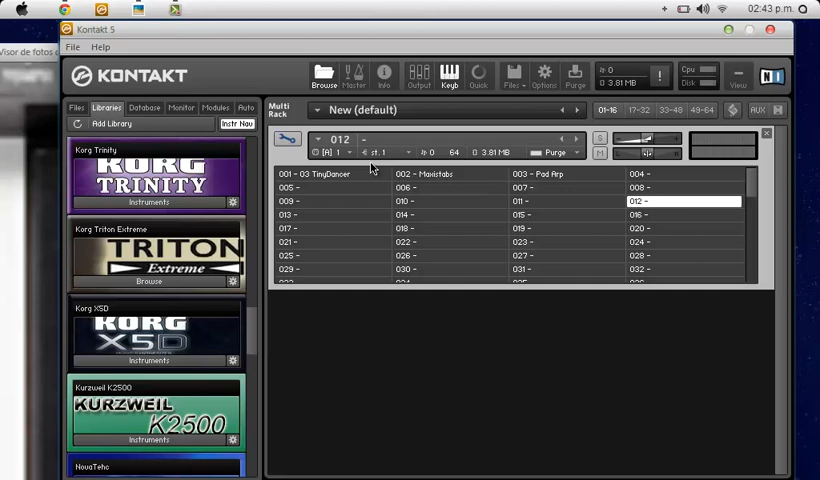 02:43 p.m.
Visor de fotos d
Kontakt 5
File Help
KONTAKT
Browse Master Info Output Keyb Quick Files Options Purge View
0
3.81 MB
!
Cpu
Disk
NI
Files Libraries Database Monitor Modules Auto
Add Library Instr Nav
Korg Trinity
KORG
TRINITY
Instruments
Korg Triton Extreme
TRITON
Extreme
Browse
Korg X5D
KORG
X5D
Instruments
Kurzweil K2500
KURZWEIL
K2500
Instruments
NovaTehc
Multi
Rack
New (default)
01-16 17-32 33-48 49-64 AUX
012 -
[A] 1 st. 1 0 64 3.81 MB Purge
S
M
001 - 03 TinyDancer 002 - Maxistabs 003 - Pad Arp 004 -
005 - 006 - 007 - 008 -
009 - 010 - 011 - 012 -
013 - 014 - 015 - 016 -
017 - 018 - 019 - 020 -
021 - 022 - 023 - 024 -
025 - 026 - 027 - 028 -
029 - 030 - 031 - 032 -